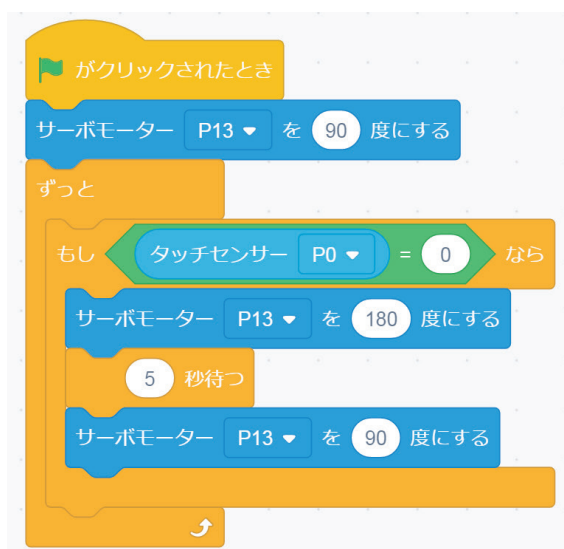 がクリックされたとき
サーボモーター P13 を 90 度にする
ずっと
もし タッチセンサー P0 = 0 なら
サーボモーター P13 を 180 度にする
5 秒待つ
サーボモーター P13 を 90 度にする